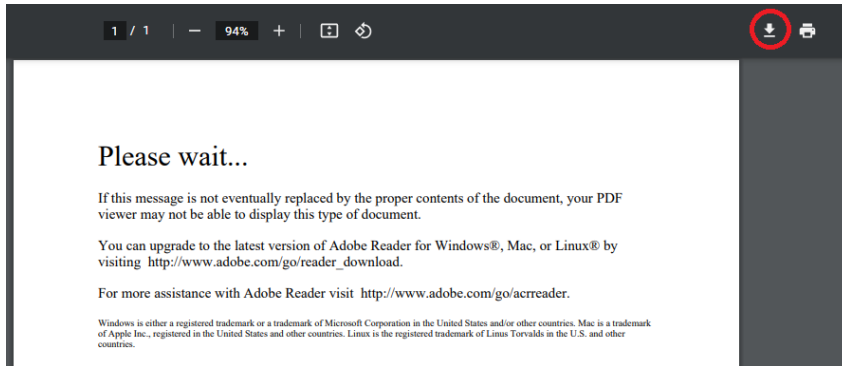 1 / 1 | − 94% + |
Please wait...
If this message is not eventually replaced by the proper contents of the document, your PDF
viewer may not be able to display this type of document.
You can upgrade to the latest version of Adobe Reader for Windows®, Mac, or Linux® by
visiting http://www.adobe.com/go/reader_download.
For more assistance with Adobe Reader visit http://www.adobe.com/go/acrreader.
Windows is either a registered trademark or a trademark of Microsoft Corporation in the United States and/or other countries. Mac is a trademark
of Apple Inc., registered in the United States and other countries. Linux is the registered trademark of Linus Torvalds in the U.S. and other
countries.